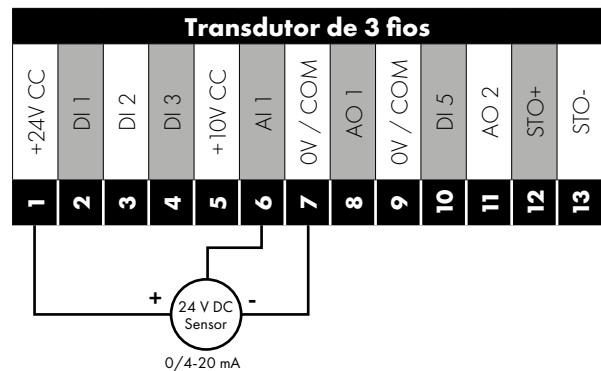 Transdutor de 3 fios
+24V CC
DI 1
DI 2
DI 3
+10V CC
AI 1
0V / COM
AO 1
0V / COM
DI 5
AO 2
STO+
STO-
1
2
3
4
5
6
7
8
9
10
11
12
13
+
-
24 V DC
Sensor
0/4-20 mA